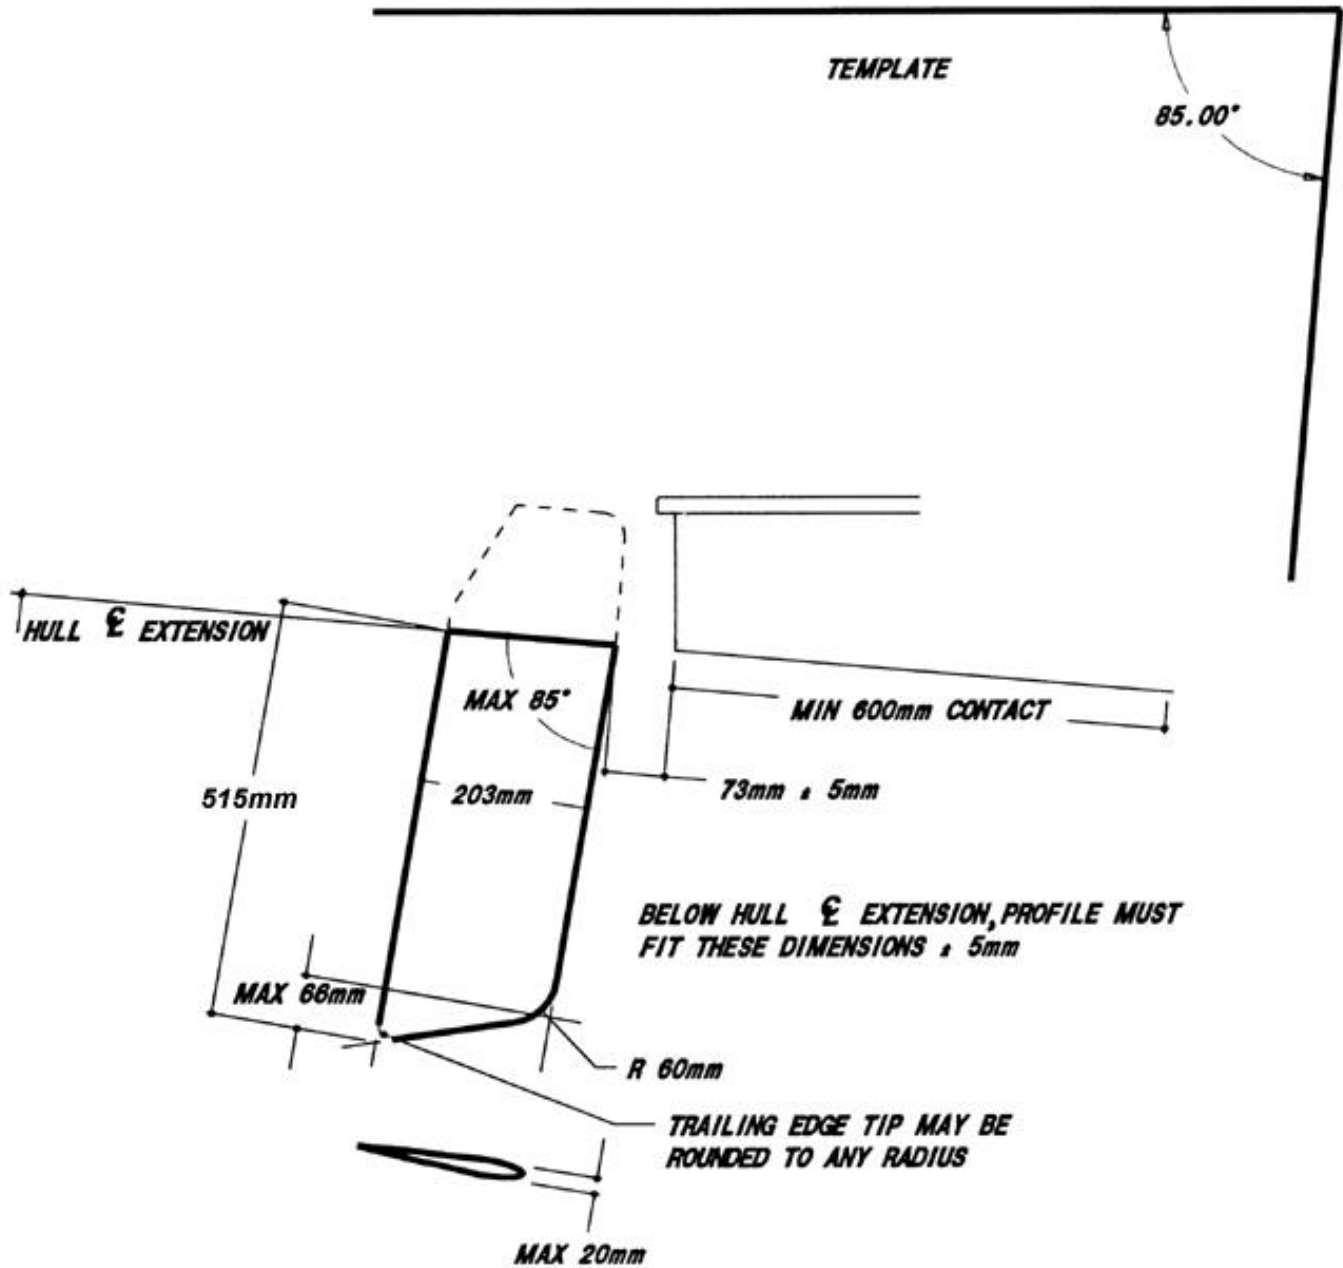 TEMPLATE
85.00°
HULL ℄ EXTENSION
MAX 85°
MIN 600mm CONTACT
515mm
203mm
73mm ± 5mm
BELOW HULL ℄ EXTENSION, PROFILE MUST
FIT THESE DIMENSIONS ± 5mm
MAX 66mm
R 60mm
TRAILING EDGE TIP MAY BE
ROUNDED TO ANY RADIUS
MAX 20mm